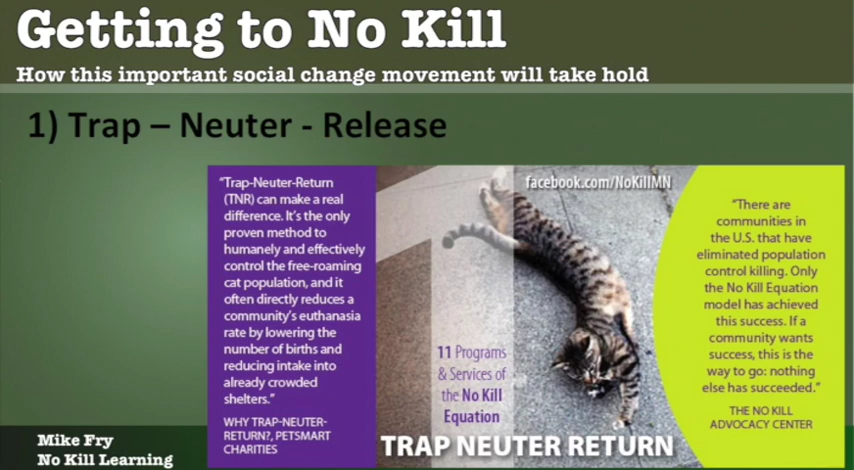 Getting to No Kill
How this important social change movement will take hold
1) Trap – Neuter - Release
"Trap-Neuter-Return
(TNR) can make a real
difference. It's the only
proven method to
humanely and effectively
control the free-roaming
cat population, and it
often directly reduces a
community's euthanasia
rate by lowering the
number of births and
reducing intake into
already crowded
shelters."
WHY TRAP-NEUTER-
RETURN?, PETSMART
CHARITIES
facebook.com/NoKillMN
11 Programs
& Services of
the No Kill
Equation
TRAP NEUTER RETURN
"There are
communities in
the U.S. that have
eliminated population
control killing. Only
the No Kill Equation
model has achieved
this success. If a
community wants
success, this is the
way to go: nothing
else has succeeded."
THE NO KILL
ADVOCACY CENTER
Mike Fry
No Kill Learning